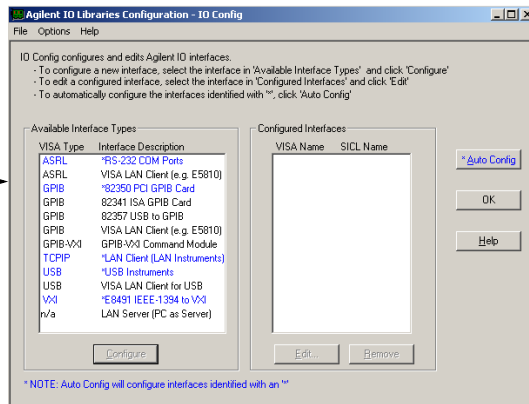 Agilent IO Libraries Configuration - IO Config
File Options Help
IO Config configures and edits Agilent IO interfaces.
- To configure a new interface, select the interface in 'Available Interface Types' and click 'Configure'
- To edit a configured interface, select the interface in 'Configured Interfaces' and click 'Edit'
- To automatically configure the interfaces identified with '*', click 'Auto Config'
Available Interface Types
VISA Type Interface Description
ASRL *RS-232 COM Ports
ASRL VISA LAN Client (e.g. E5810)
GPIB *82350 PCI GPIB Card
GPIB 82341 ISA GPIB Card
GPIB 82357 USB to GPIB
GPIB VISA LAN Client (e.g. E5810)
GPIB-VXI GPIB-VXI Command Module
TCPIP *LAN Client (LAN Instruments)
USB *USB Instruments
USB VISA LAN Client for USB
VXI *E8491 IEEE-1394 to VXI
n/a LAN Server (PC as Server)
Configure
Configured Interfaces
VISA Name SICL Name
Edit... Remove
* Auto Config
OK
Help
* NOTE: Auto Config will configure interfaces identified with an '*'